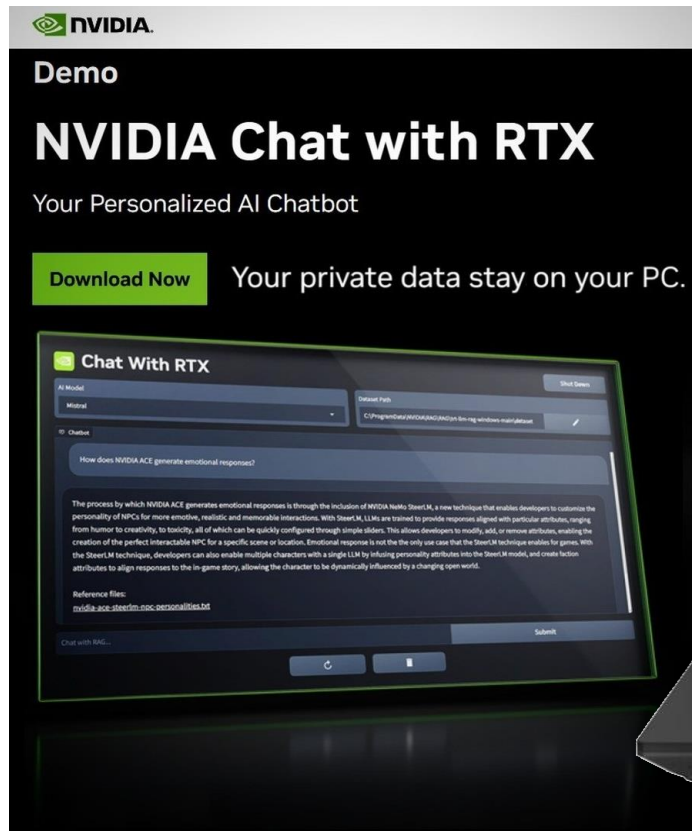 NVIDIA.
Demo
NVIDIA Chat with RTX
Your Personalized AI Chatbot
Download Now
Your private data stay on your PC.
Chat With RTX
Shut Down
AI Model
Mistral
Dataset Path
Chatbot
How does NVIDIA ACE generate emotional responses?
The process by which NVIDIA ACE generates emotional responses is through the inclusion of NVIDIA NeMo SteerLM, a new technique that enables developers to customize the
personality of NPCs for more emotive, realistic and memorable interactions. With SteerLM, LLMs are trained to provide responses aligned with particular attributes, ranging
from humor to creativity, to toxicity, all of which can be quickly configured through simple sliders. This allows developers to modify, add, or remove attributes, enabling the
creation of the perfect interactable NPC for a specific scene or location. Emotional response is not the the only use case that the SteerLM technique enables for games. With
the SteerLM technique, developers can also enable multiple characters with a single LLM by infusing personality attributes into the SteerLM model, and create faction
attributes to align responses to the in-game story, allowing the character to be dynamically influenced by a changing open world.
Reference files:
nvidia-ace-steerlm-npc-personalities.txt
Chat with RAG...
Submit